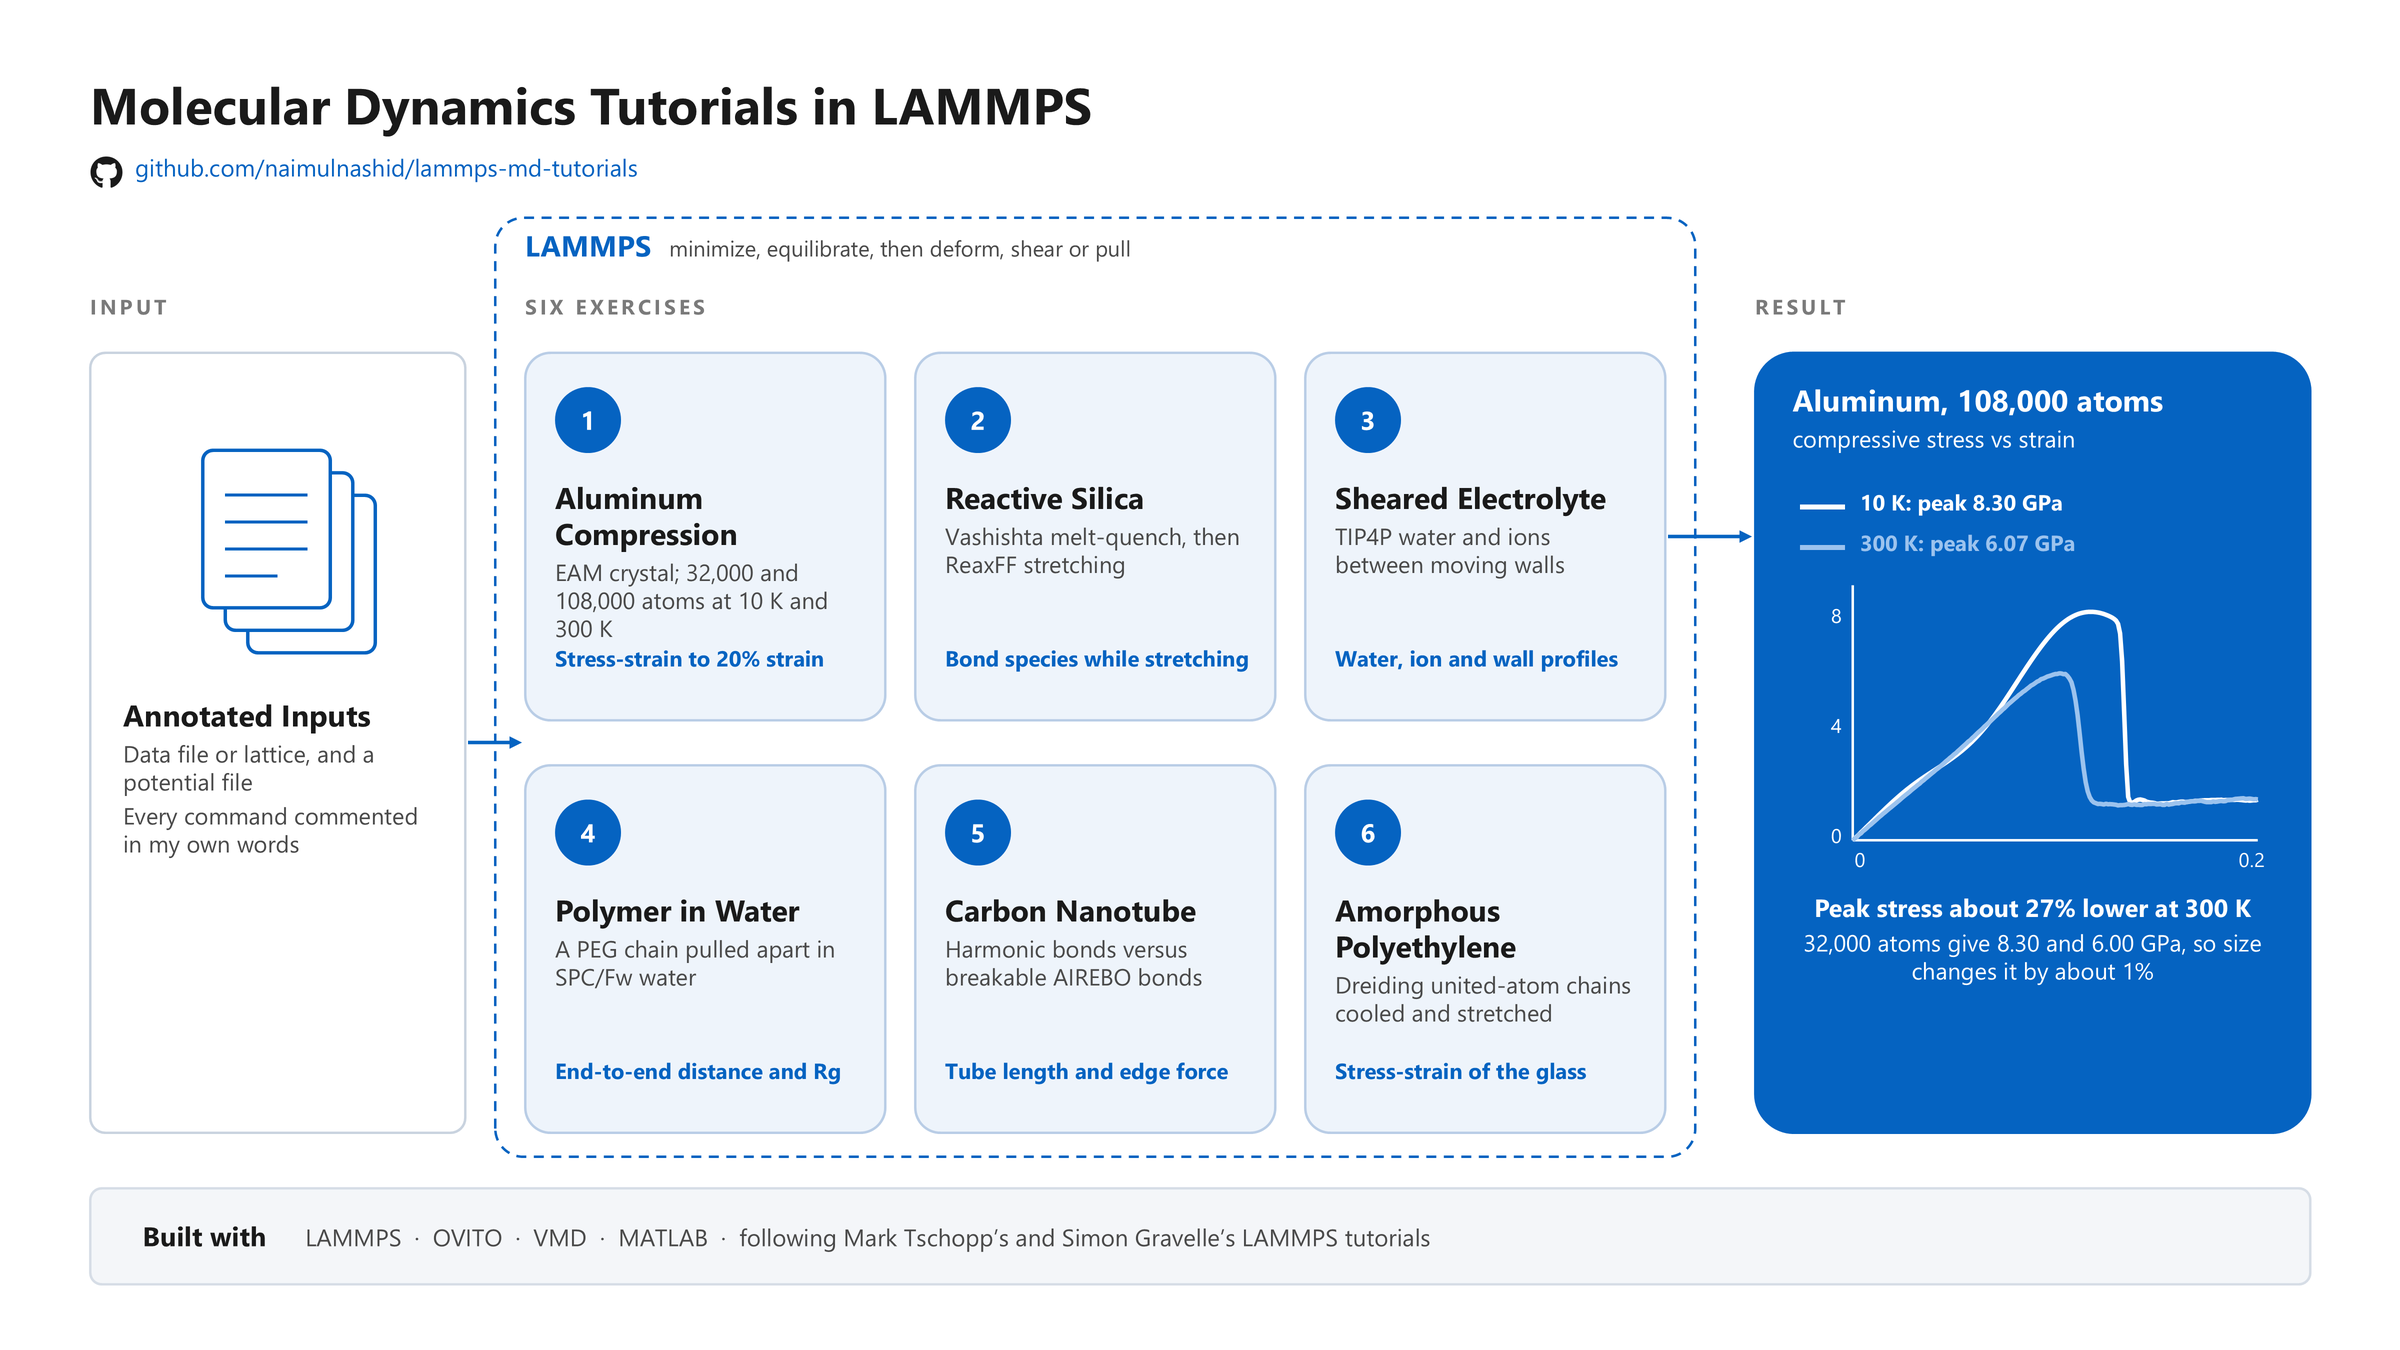 Molecular Dynamics Tutorials in LAMMPS
github.com/naimulnashid/lammps-md-tutorials
LAMMPS minimize, equilibrate, then deform, shear or pull
INPUT
SIX EXERCISES
RESULT
Annotated Inputs
Data file or lattice, and a
potential file
Every command commented
in my own words
1
Aluminum
Compression
EAM crystal; 32,000 and
108,000 atoms at 10 K and
300 K
Stress-strain to 20% strain
2
Reactive Silica
Vashishta melt-quench, then
ReaxFF stretching
Bond species while stretching
3
Sheared Electrolyte
TIP4P water and ions
between moving walls
Water, ion and wall profiles
4
Polymer in Water
A PEG chain pulled apart in
SPC/Fw water
End-to-end distance and Rg
5
Carbon Nanotube
Harmonic bonds versus
breakable AIREBO bonds
Tube length and edge force
6
Amorphous
Polyethylene
Dreiding united-atom chains
cooled and stretched
Stress-strain of the glass
Aluminum, 108,000 atoms
compressive stress vs strain
10 K: peak 8.30 GPa
300 K: peak 6.07 GPa
8
4
0
0 0.2
Peak stress about 27% lower at 300 K
32,000 atoms give 8.30 and 6.00 GPa, so size
changes it by about 1%
Built with LAMMPS · OVITO · VMD · MATLAB · following Mark Tschopp's and Simon Gravelle's LAMMPS tutorials